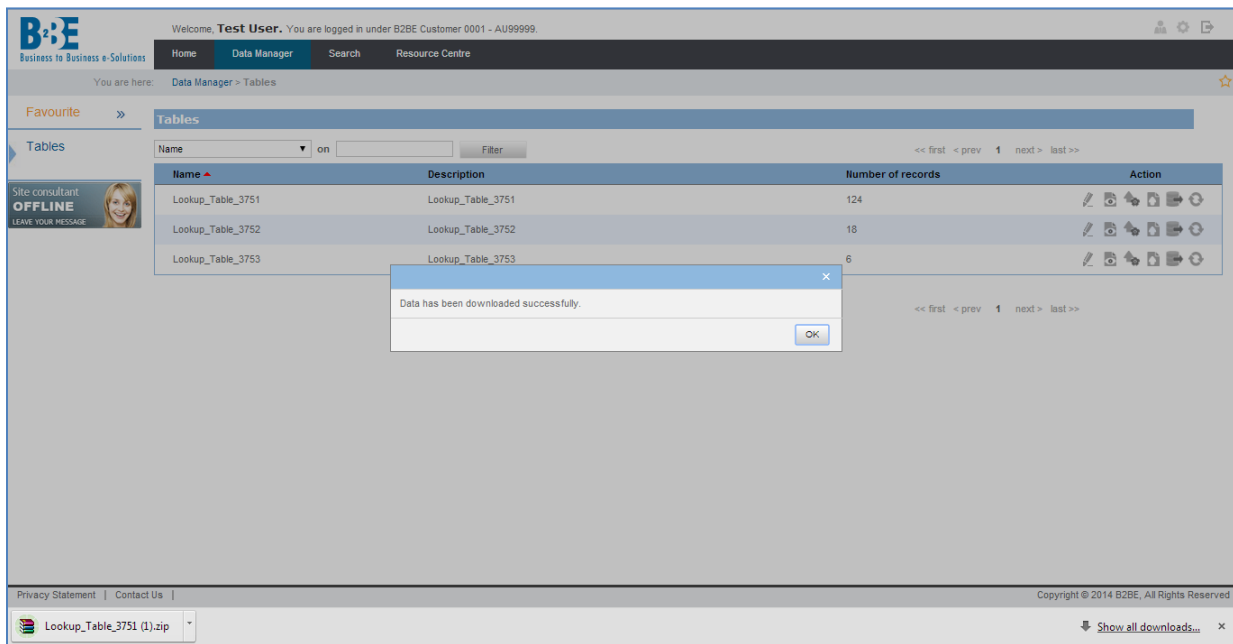 B2BE
Business to Business e-Solutions
Welcome, Test User. You are logged in under B2BE Customer 0001 - AU99999.
Home Data Manager Search Resource Centre
You are here: Data Manager > Tables
Favourite »
Tables
Site consultant
OFFLINE
LEAVE YOUR MESSAGE
Tables
Name on Filter << first < prev 1 next > last >>
Name Description Number of records Action
Lookup_Table_3751 Lookup_Table_3751 124
Lookup_Table_3752 Lookup_Table_3752 18
Lookup_Table_3753 Lookup_Table_3753 6
×
Data has been downloaded successfully.
OK
<< first < prev 1 next > last >>
Privacy Statement | Contact Us |
Copyright © 2014 B2BE, All Rights Reserved
Lookup_Table_3751 (1).zip
Show all downloads... ×